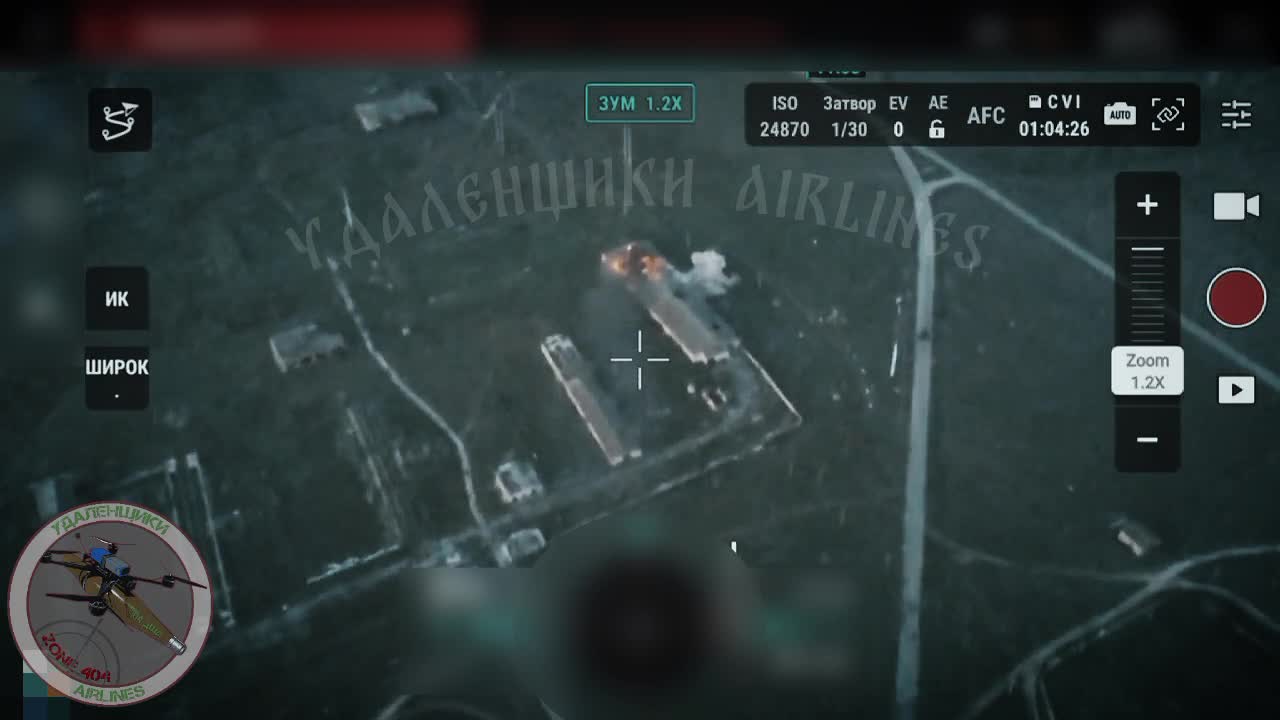 ЗУМ 1.2X
ISO Затвор EV AE AFC CVI AUTO
24870 1/30 0 01:04:26
УДАЛЕНЩИКИ AIRLINES
ИК
ШИРОК
Zoom
1.2X
УДАЛЕНЩИКИ
ZONE 404
AIRLINES